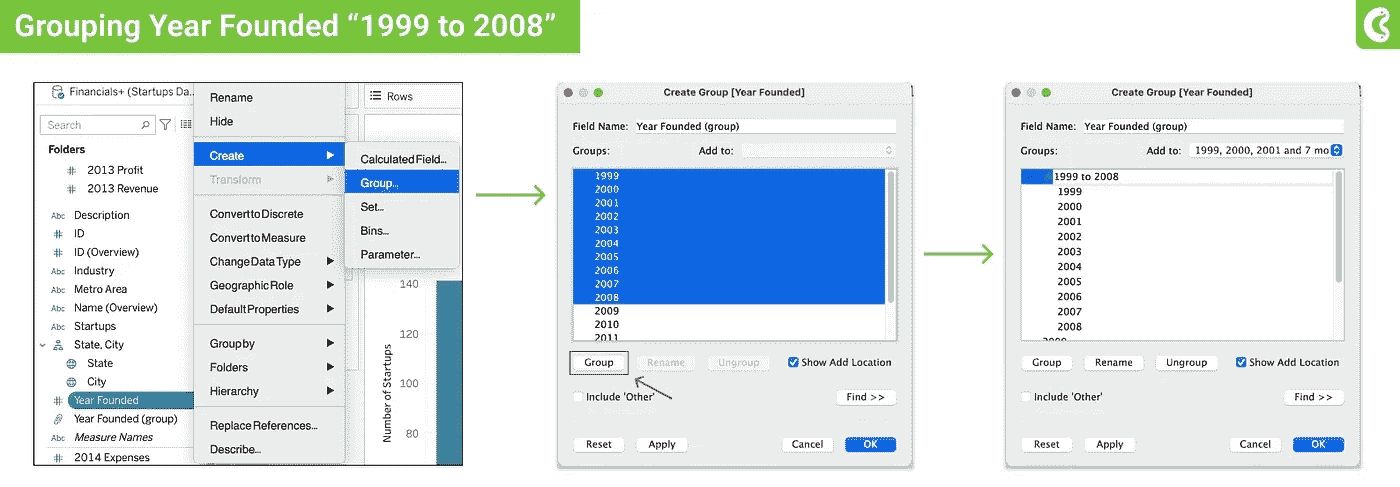 Grouping Year Founded “1999 to 2008”
Financials+ (Startups Da...
Search
Folders
2013 Profit
2013 Revenue
Abc Description
ID
ID (Overview)
Abc Industry
Abc Metro Area
Abc Name (Overview)
Abc Startups
State, City
State
City
Year Founded
Year Founded (group)
Abc Measure Names
2014 Expenses
Rename
Hide
Create
Transform
Convert to Discrete
Convert to Measure
Change Data Type
Geographic Role
Default Properties
Group by
Folders
Hierarchy
Replace References...
Describe...
Calculated Field...
Group...
Set...
Bins...
Parameter...
Rows
Number of Startups
140
120
100
80
Create Group [Year Founded]
Field Name: Year Founded (group)
Groups: Add to:
1999
2000
2001
2002
2003
2004
2005
2006
2007
2008
2009
2010
2011
Group Rename Ungroup Show Add Location
Include 'Other' Find >>
Reset Apply Cancel OK
Create Group [Year Founded]
Field Name: Year Founded (group)
Groups: Add to: 1999, 2000, 2001 and 7 mo
1999 to 2008
1999
2000
2001
2002
2003
2004
2005
2006
2007
2008
2009
Group Rename Ungroup Show Add Location
Include 'Other' Find >>
Reset Apply Cancel OK